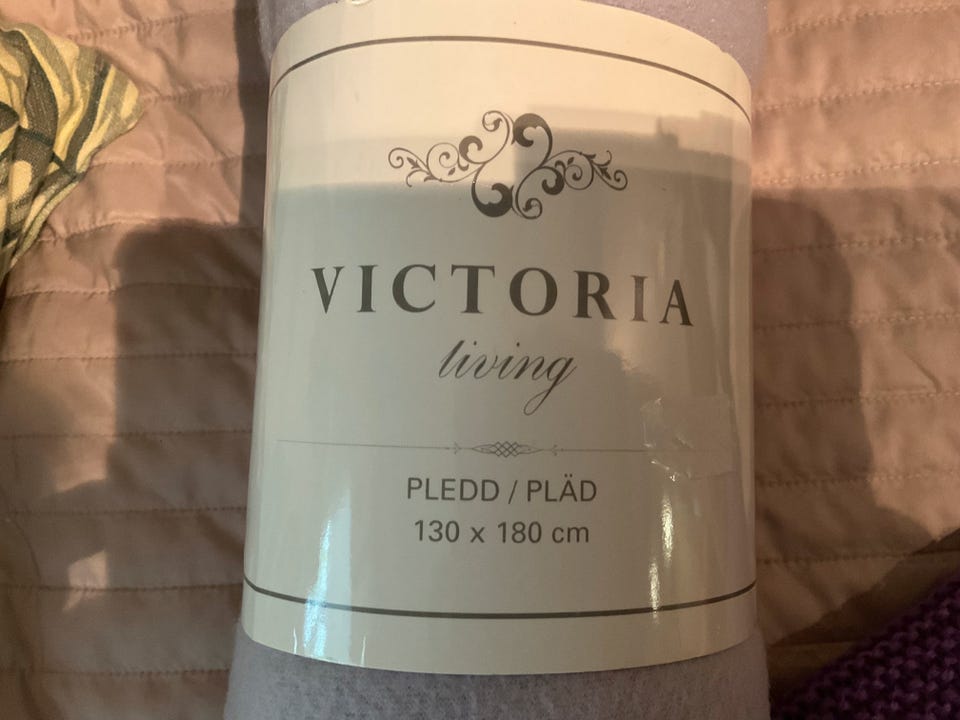 VICTORIA
living
PLEDD / PLÄD
130 x 180 cm